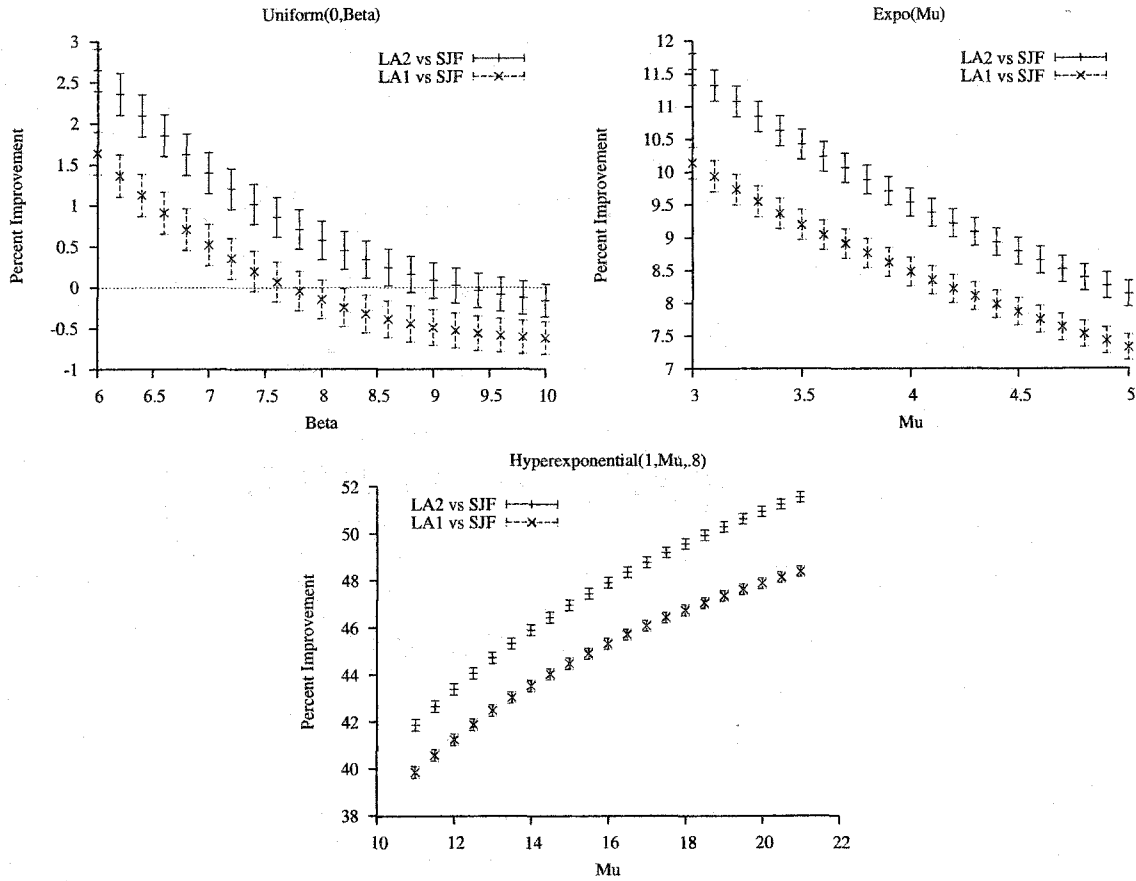 Uniform(0,Beta)
LA2 vs SJF
LA1 vs SJF
3
2.5
2
1.5
1
0.5
0
-0.5
-1
Percent Improvement
6 6.5 7 7.5 8 8.5 9 9.5 10
Beta
Expo(Mu)
LA2 vs SJF
LA1 vs SJF
12
11.5
11
10.5
10
9.5
9
8.5
8
7.5
7
Percent Improvement
3 3.5 4 4.5 5
Mu
Hyperexponential(1,Mu,.8)
LA2 vs SJF
LA1 vs SJF
52
50
48
46
44
42
40
38
Percent Improvement
10 12 14 16 18 20 22
Mu